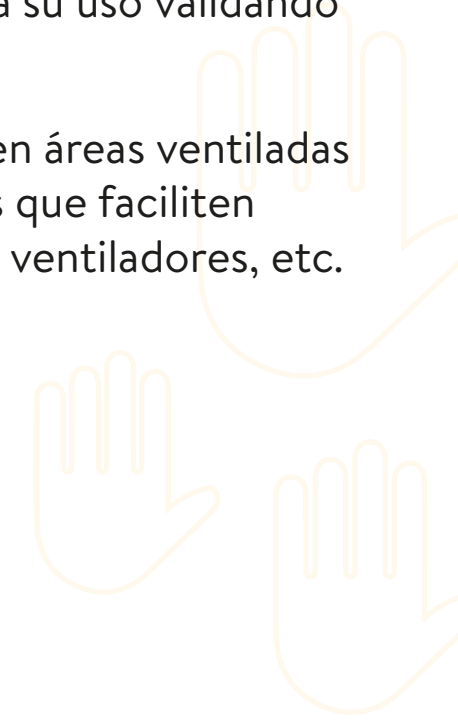 a su uso validando
en áreas ventiladas
s que faciliten
ventiladores, etc.